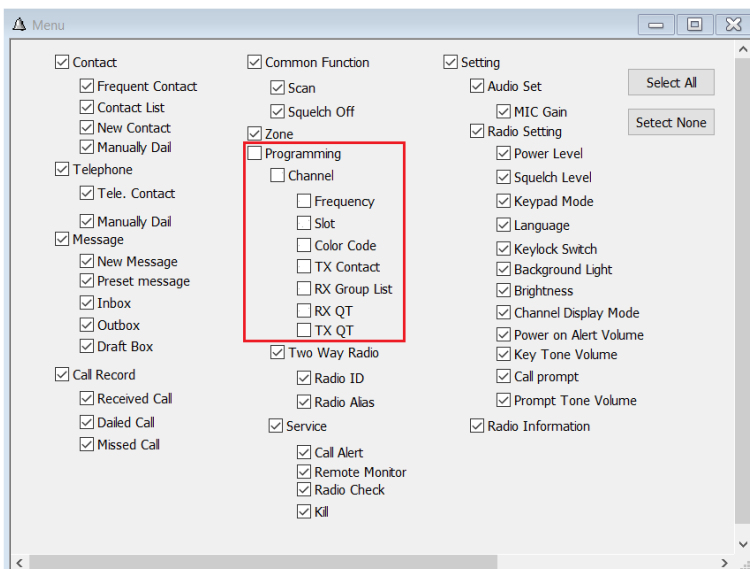 Menu
Contact
Frequent Contact
Contact List
New Contact
Manually Dail
Telephone
Tele. Contact
Manually Dail
Message
New Message
Preset message
Inbox
Outbox
Draft Box
Call Record
Received Call
Dailed Call
Missed Call
Common Function
Scan
Squelch Off
Zone
Programming
Channel
Frequency
Slot
Color Code
TX Contact
RX Group List
RX QT
TX QT
Two Way Radio
Radio ID
Radio Alias
Service
Call Alert
Remote Monitor
Radio Check
Kill
Setting
Audio Set
MIC Gain
Radio Setting
Power Level
Squelch Level
Keypad Mode
Language
Keylock Switch
Background Light
Brightness
Channel Display Mode
Power on Alert Volume
Key Tone Volume
Call prompt
Prompt Tone Volume
Radio Information
Select All
Setect None